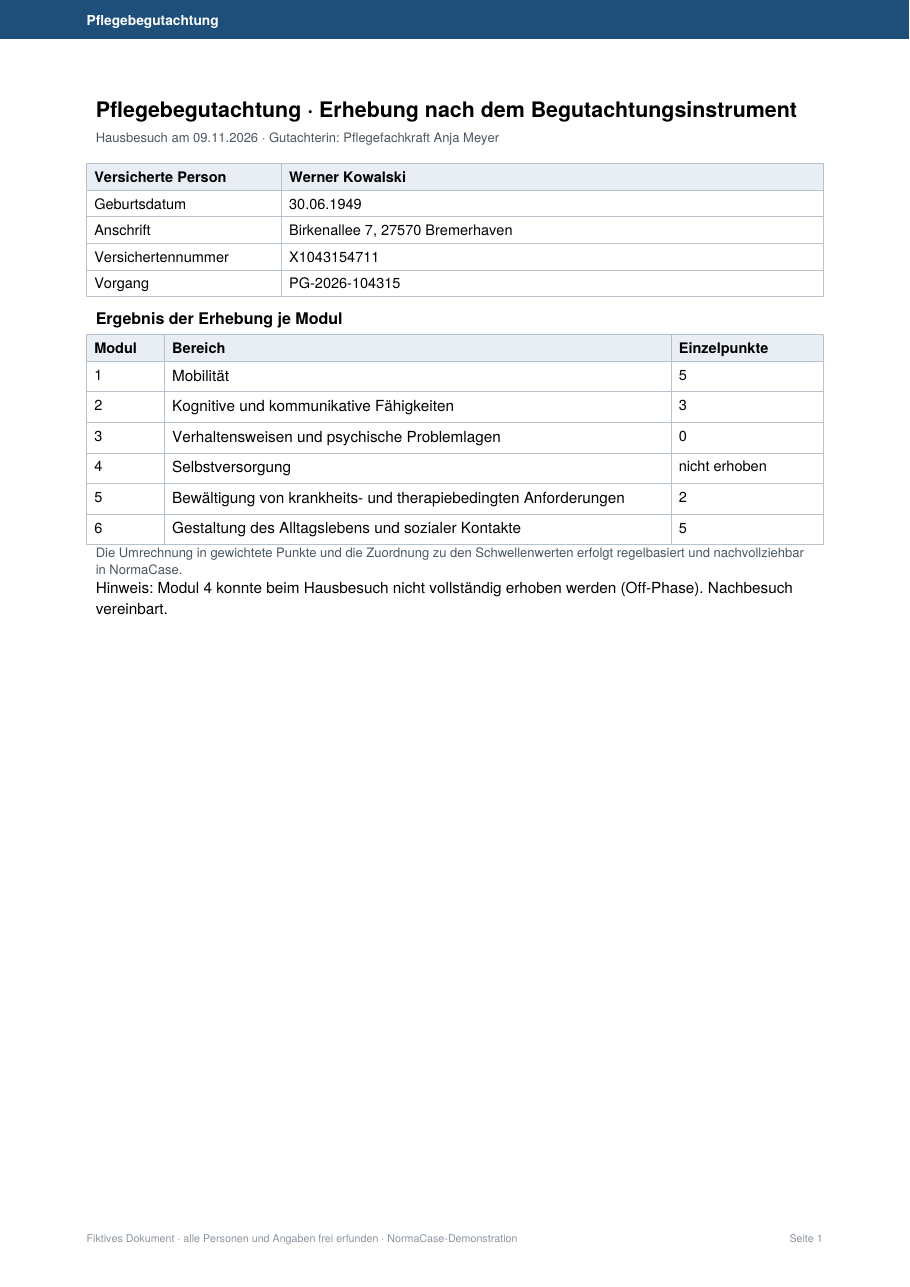 Pflegebegutachtung
Pflegebegutachtung · Erhebung nach dem Begutachtungsinstrument
Hausbesuch am 09.11.2026 · Gutachterin: Pflegefachkraft Anja Meyer
Versicherte Person Werner Kowalski
Geburtsdatum 30.06.1949
Anschrift Birkenallee 7, 27570 Bremerhaven
Versichertennummer X1043154711
Vorgang PG-2026-104315
Ergebnis der Erhebung je Modul
Modul Bereich Einzelpunkte
1 Mobilität 5
2 Kognitive und kommunikative Fähigkeiten 3
3 Verhaltensweisen und psychische Problemlagen 0
4 Selbstversorgung nicht erhoben
5 Bewältigung von krankheits- und therapiebedingten Anforderungen 2
6 Gestaltung des Alltagslebens und sozialer Kontakte 5
Die Umrechnung in gewichtete Punkte und die Zuordnung zu den Schwellenwerten erfolgt regelbasiert und nachvollziehbar
in NormaCase.
Hinweis: Modul 4 konnte beim Hausbesuch nicht vollständig erhoben werden (Off-Phase). Nachbesuch
vereinbart.
Fiktives Dokument · alle Personen und Angaben frei erfunden · NormaCase-Demonstration Seite 1